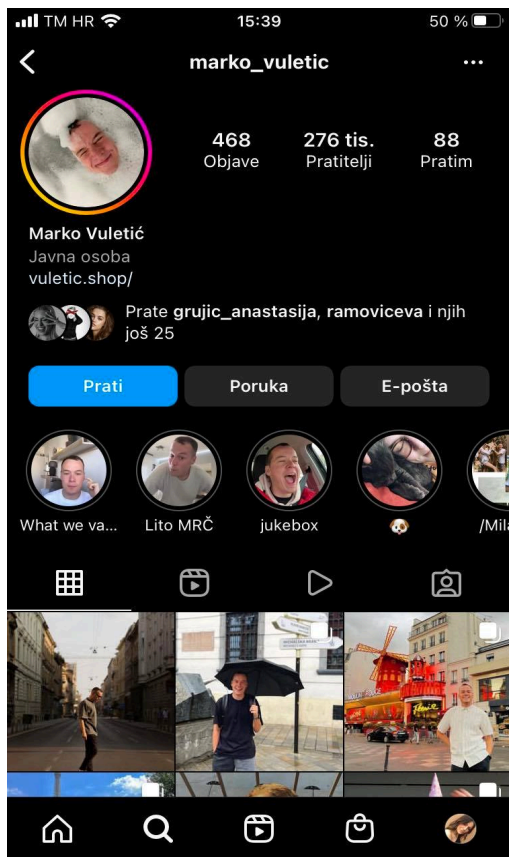 TM HR
15:39
50 %
marko_vuletic
468
276 tis.
88
Objave
Pratitelji
Pratim
Marko Vuletić
Javna osoba
vuletic.shop/
Prate grujic_anastasija, ramoviceva i njih
još 25
Prati
Poruka
E-pošta
What we va...
Lito MRČ
jukebox
/Mila